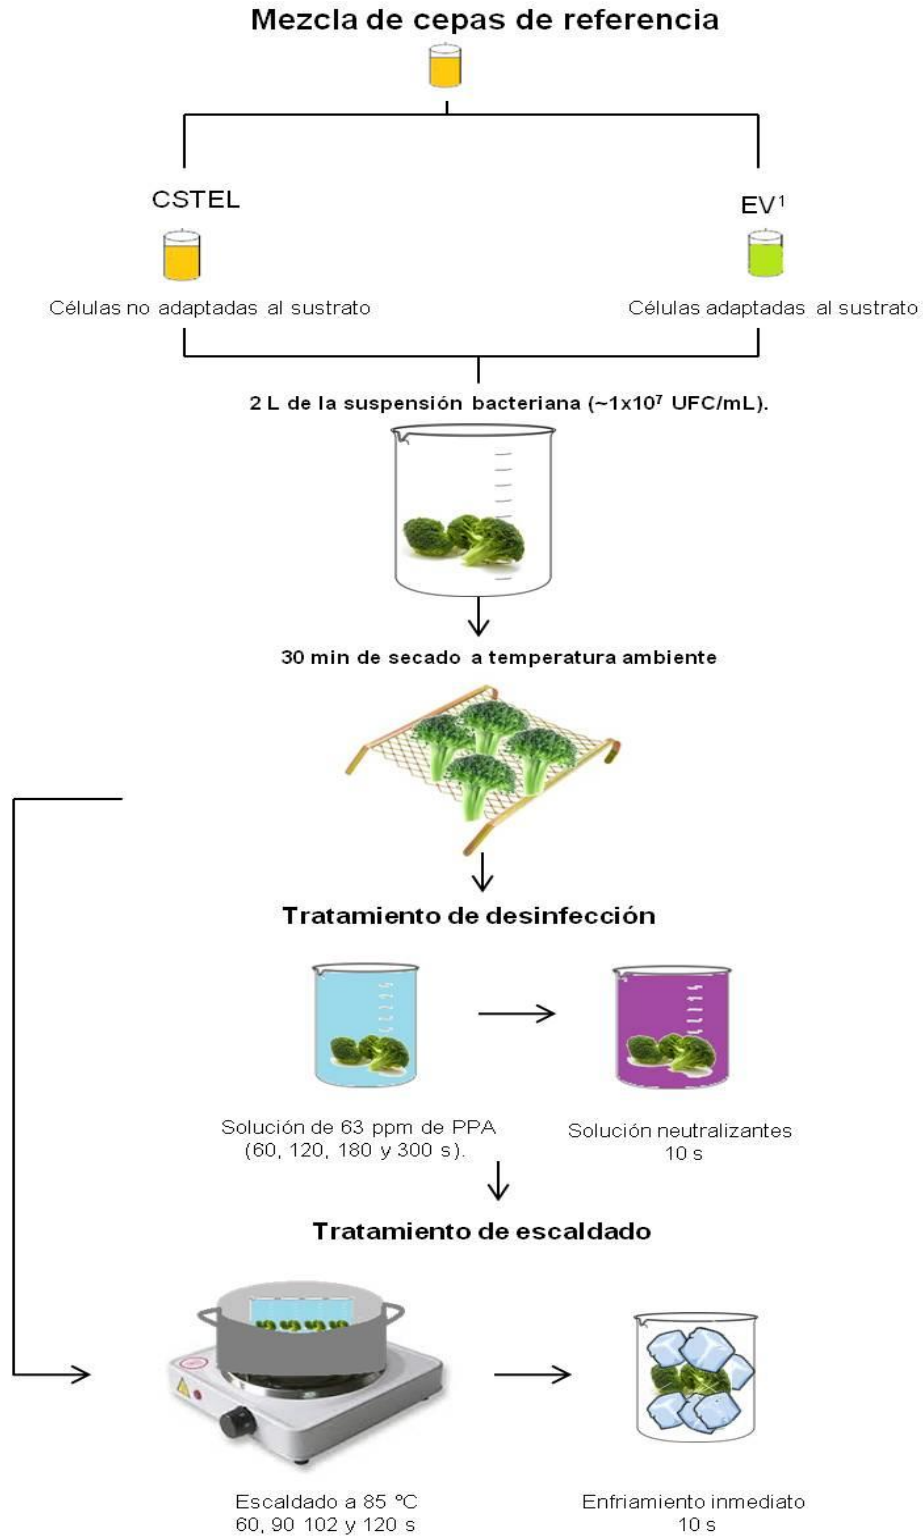 Mezcla de cepas de referencia
CSTEL
EV¹
Células no adaptadas al sustrato
Células adaptadas al sustrato
2 L de la suspensión bacteriana (~1x10⁷ UFC/mL).
30 min de secado a temperatura ambiente
Tratamiento de desinfección
Solución de 63 ppm de PPA
(60, 120, 180 y 300 s).
Solución neutralizantes
10 s
Tratamiento de escaldado
Escaldado a 85 ºC
60, 90 102 y 120 s
Enfriamiento inmediato
10 s